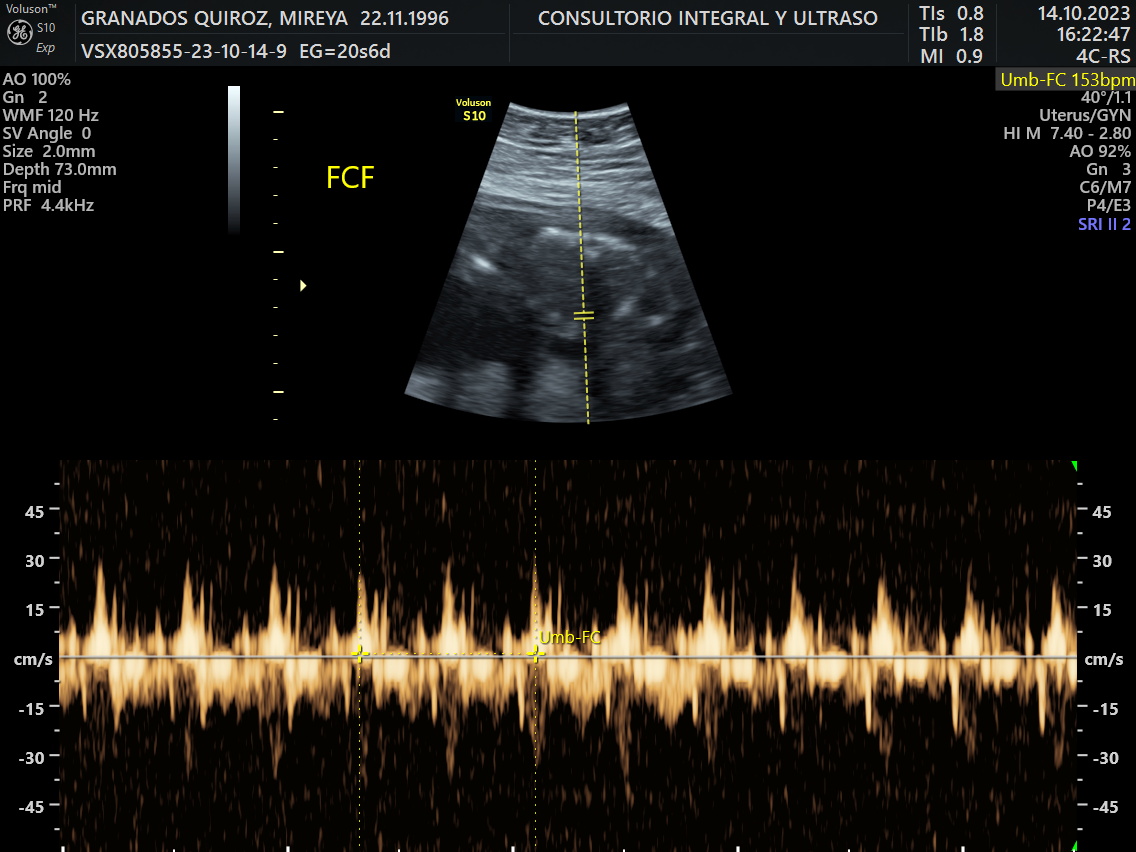 Voluson™
S10
Exp
GRANADOS QUIROZ, MIREYA 22.11.1996
VSX805855-23-10-14-9 EG=20s6d
CONSULTORIO INTEGRAL Y ULTRASO
TIs 0.8
TIb 1.8
MI 0.9
14.10.2023
16:22:47
4C-RS
Umb-FC 153bpm
AO 100%
Gn 2
WMF 120 Hz
SV Angle 0
Size 2.0mm
Depth 73.0mm
Frq mid
PRF 4.4kHz
FCF
Voluson
S10
40°/1.1
Uterus/GYN
HI M 7.40 - 2.80
AO 92%
Gn 3
C6/M7
P4/E3
SRI II 2
45 45
30 30
15 15
Umb-FC
cm/s cm/s
-15 -15
-30 -30
-45 -45